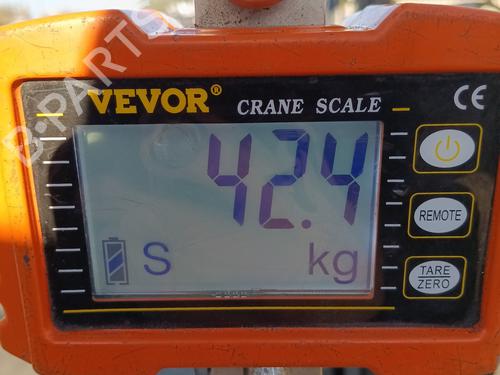 B-PARTS
VEVOR® CRANE SCALE CE
42.4
S kg
REMOTE
TARE
ZERO